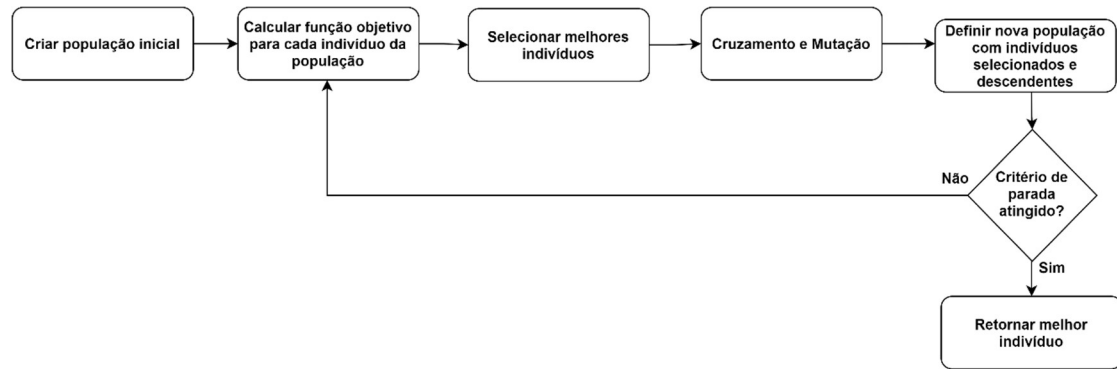 Criar população inicial
Calcular função objetivo
para cada indivíduo da
população
Selecionar melhores
indivíduos
Cruzamento e Mutação
Definir nova população
com indivíduos
selecionados e
descendentes
Critério de
parada
atingido?
Não
Sim
Retornar melhor
indivíduo